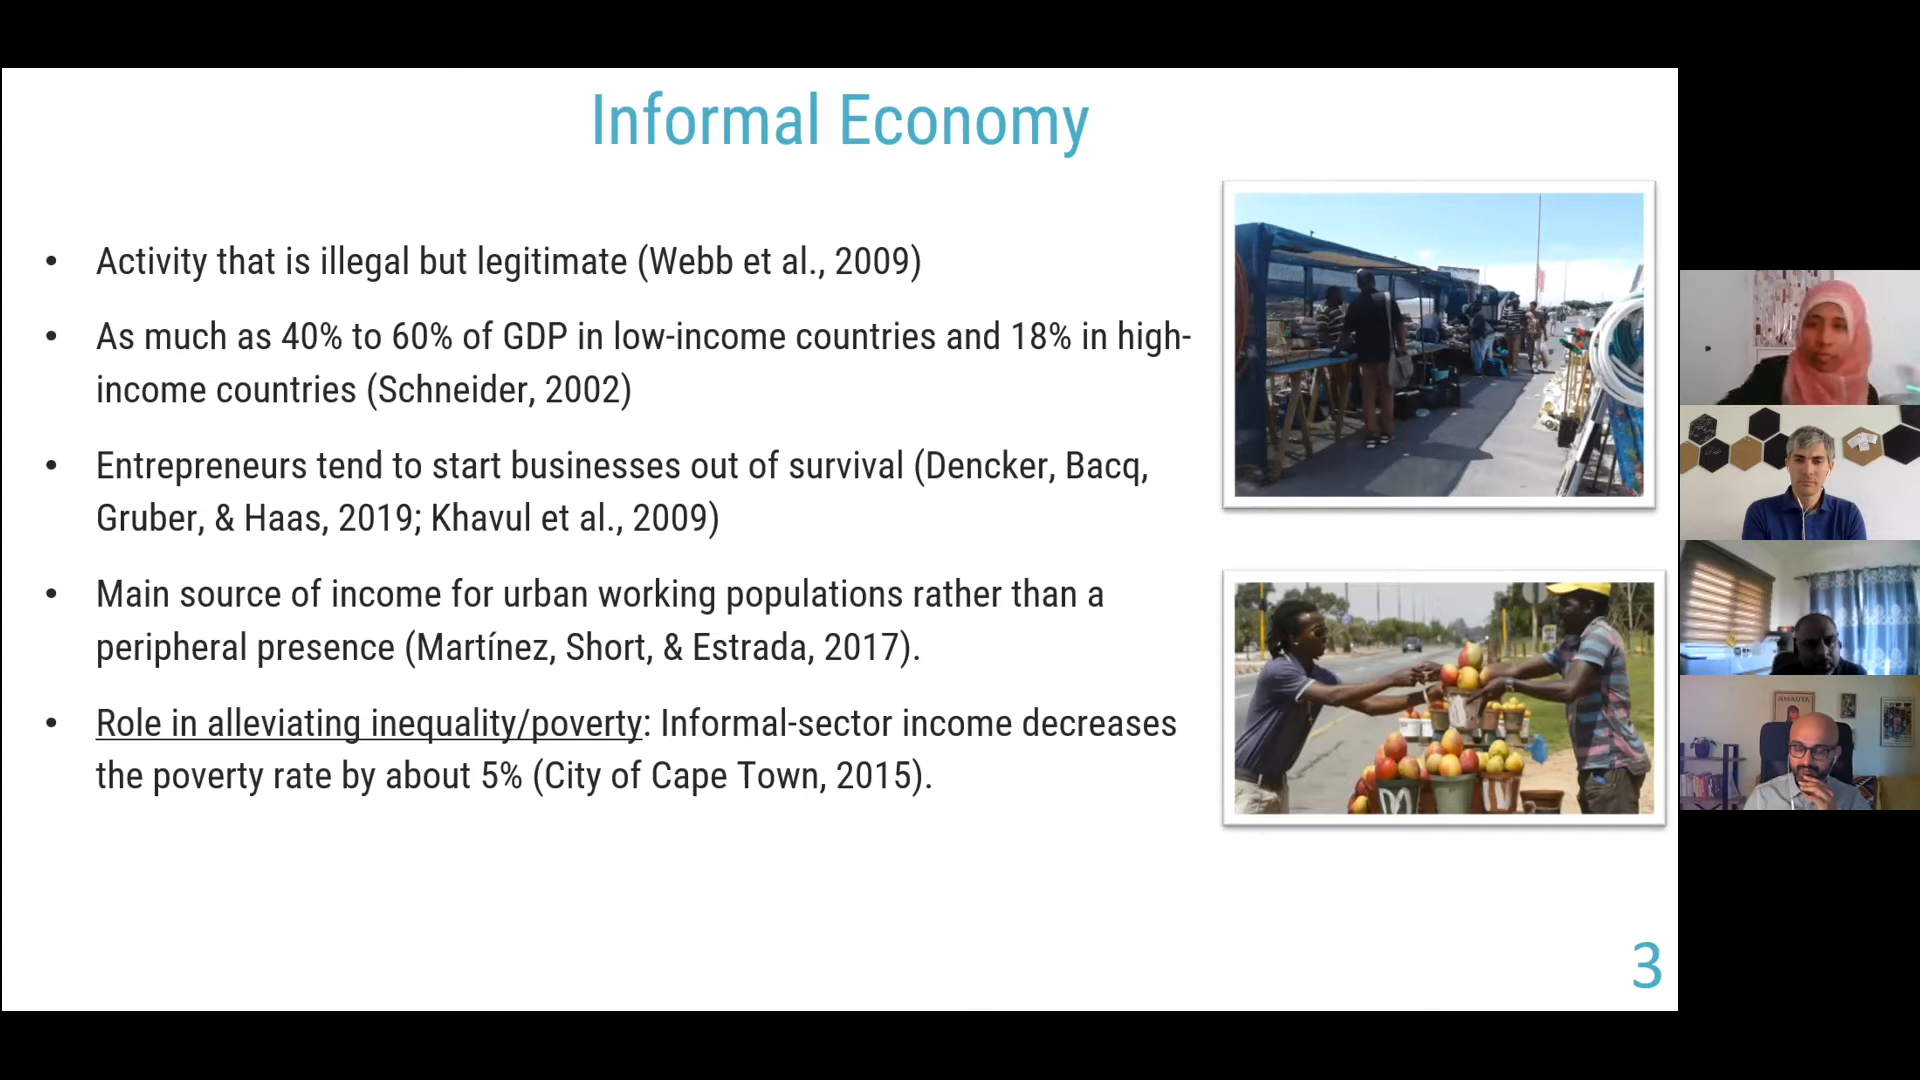 Informal Economy
• Activity that is illegal but legitimate (Webb et al., 2009)
• As much as 40% to 60% of GDP in low-income countries and 18% in high-
income countries (Schneider, 2002)
• Entrepreneurs tend to start businesses out of survival (Dencker, Bacq,
Gruber, & Haas, 2019; Khavul et al., 2009)
• Main source of income for urban working populations rather than a
peripheral presence (Martínez, Short, & Estrada, 2017).
• Role in alleviating inequality/poverty: Informal-sector income decreases
the poverty rate by about 5% (City of Cape Town, 2015).
AMAUTA
3